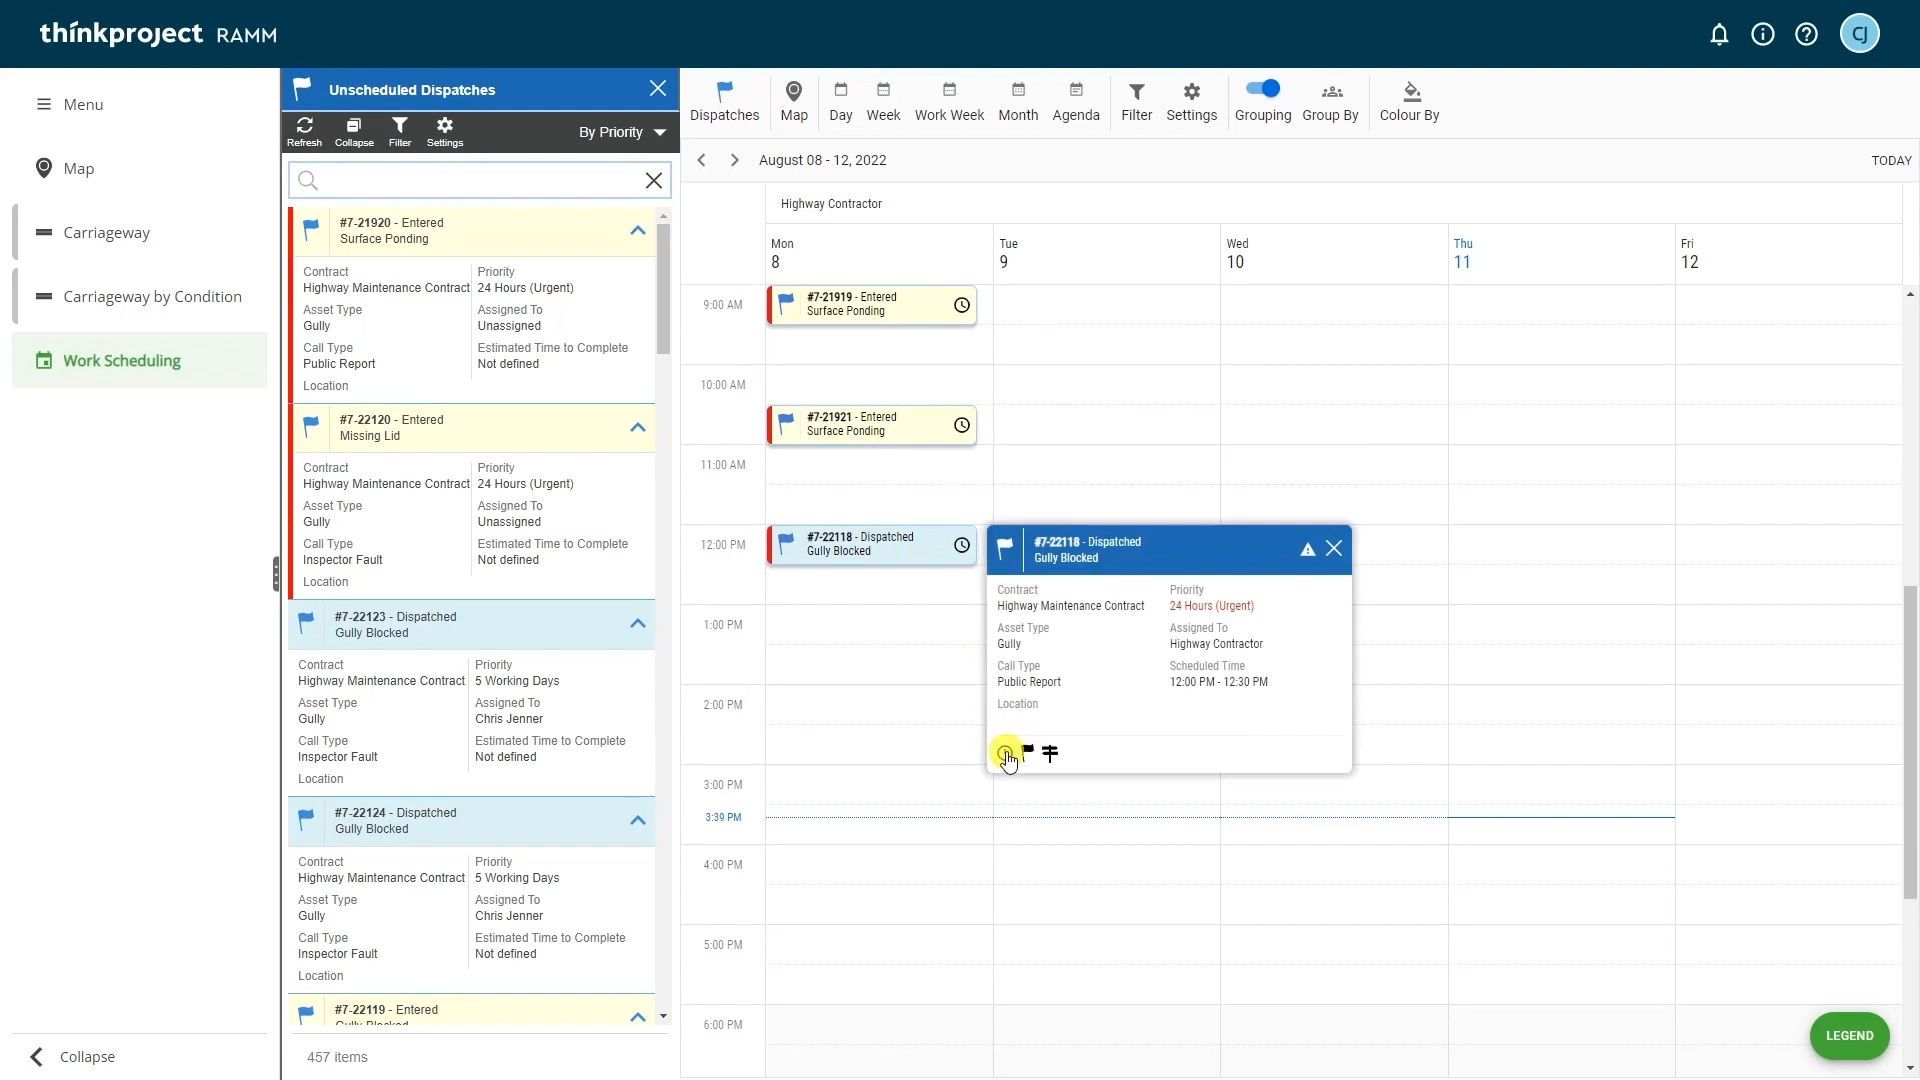 thinkproject RAMM
CJ
Menu
Map
Carriageway
Carriageway by Condition
Work Scheduling
Collapse
Unscheduled Dispatches
Refresh
Collapse
Filter
Settings
By Priority
#7-21920 - Entered
Surface Ponding
Contract
Highway Maintenance Contract
Priority
24 Hours (Urgent)
Asset Type
Gully
Assigned To
Unassigned
Call Type
Public Report
Estimated Time to Complete
Not defined
Location
#7-22120 - Entered
Missing Lid
Contract
Highway Maintenance Contract
Priority
24 Hours (Urgent)
Asset Type
Gully
Assigned To
Unassigned
Call Type
Inspector Fault
Estimated Time to Complete
Not defined
Location
#7-22123 - Dispatched
Gully Blocked
Contract
Highway Maintenance Contract
Priority
5 Working Days
Asset Type
Gully
Assigned To
Chris Jenner
Call Type
Inspector Fault
Estimated Time to Complete
Not defined
Location
#7-22124 - Dispatched
Gully Blocked
Contract
Highway Maintenance Contract
Priority
5 Working Days
Asset Type
Gully
Assigned To
Chris Jenner
Call Type
Inspector Fault
Estimated Time to Complete
Not defined
Location
#7-22119 - Entered
Gully Blocked
457 items
Dispatches
Map
Day
Week
Work Week
Month
Agenda
Filter
Settings
Grouping
Group By
Colour By
August 08 - 12, 2022
TODAY
Highway Contractor
Mon
8
Tue
9
Wed
10
Thu
11
Fri
12
9:00 AM
#7-21919 - Entered
Surface Ponding
10:00 AM
#7-21921 - Entered
Surface Ponding
11:00 AM
12:00 PM
#7-22118 - Dispatched
Gully Blocked
#7-22118 - Dispatched
Gully Blocked
Contract
Highway Maintenance Contract
Priority
24 Hours (Urgent)
Asset Type
Gully
Assigned To
Highway Contractor
Call Type
Public Report
Scheduled Time
12:00 PM - 12:30 PM
Location
1:00 PM
2:00 PM
3:00 PM
3:39 PM
4:00 PM
5:00 PM
6:00 PM
LEGEND